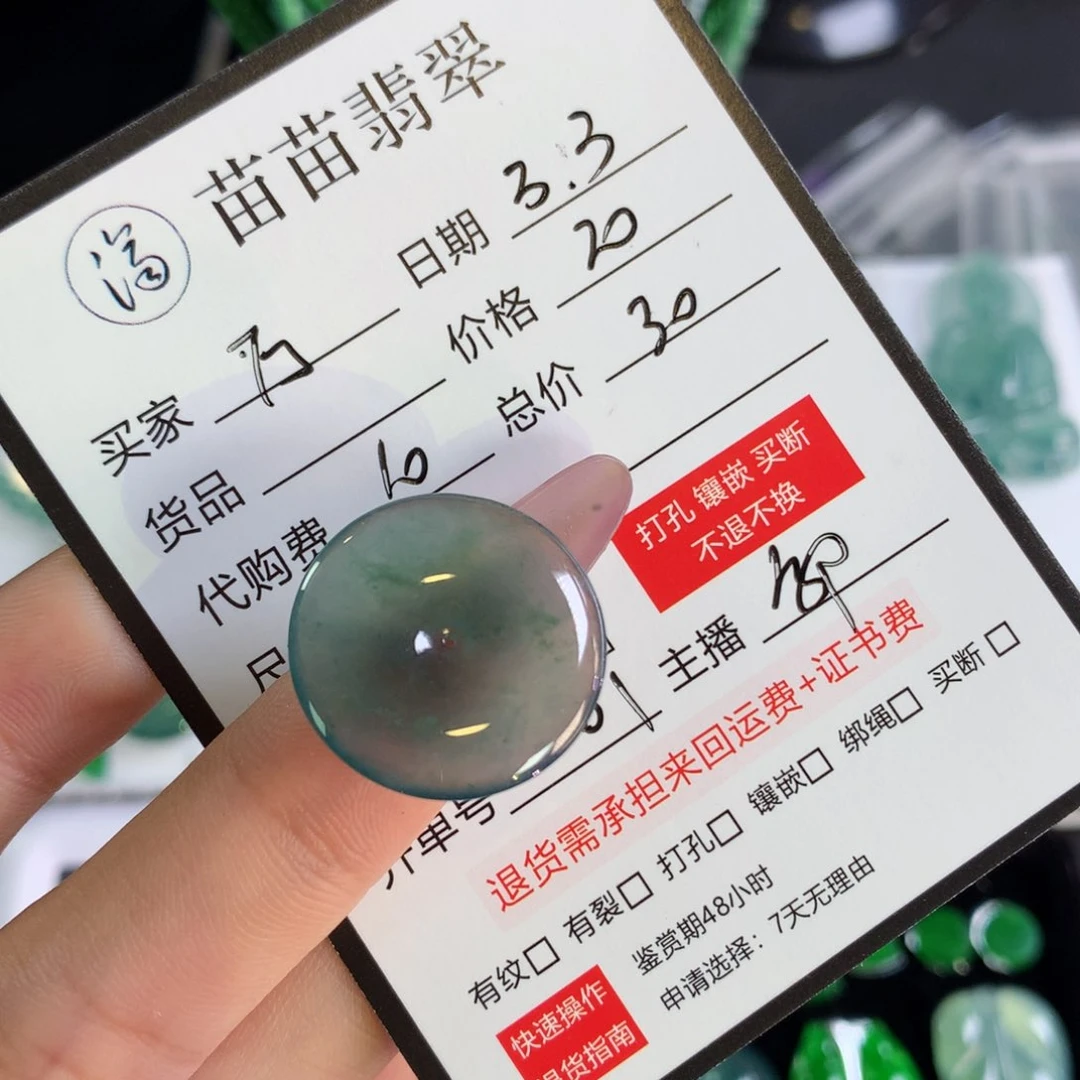 苗苗翡翠
日期 3.3
买家
价格 20
货品
总价 30
代购费 10
打孔 镶嵌 买断
不退不换
主播
单号
退货需承担来回运费+证书费
有纹□ 有裂□ 打孔□ 镶嵌□ 绑绳□ 买断□
鉴赏期48小时
申请选择：7天无理由
快速操作
退货指南